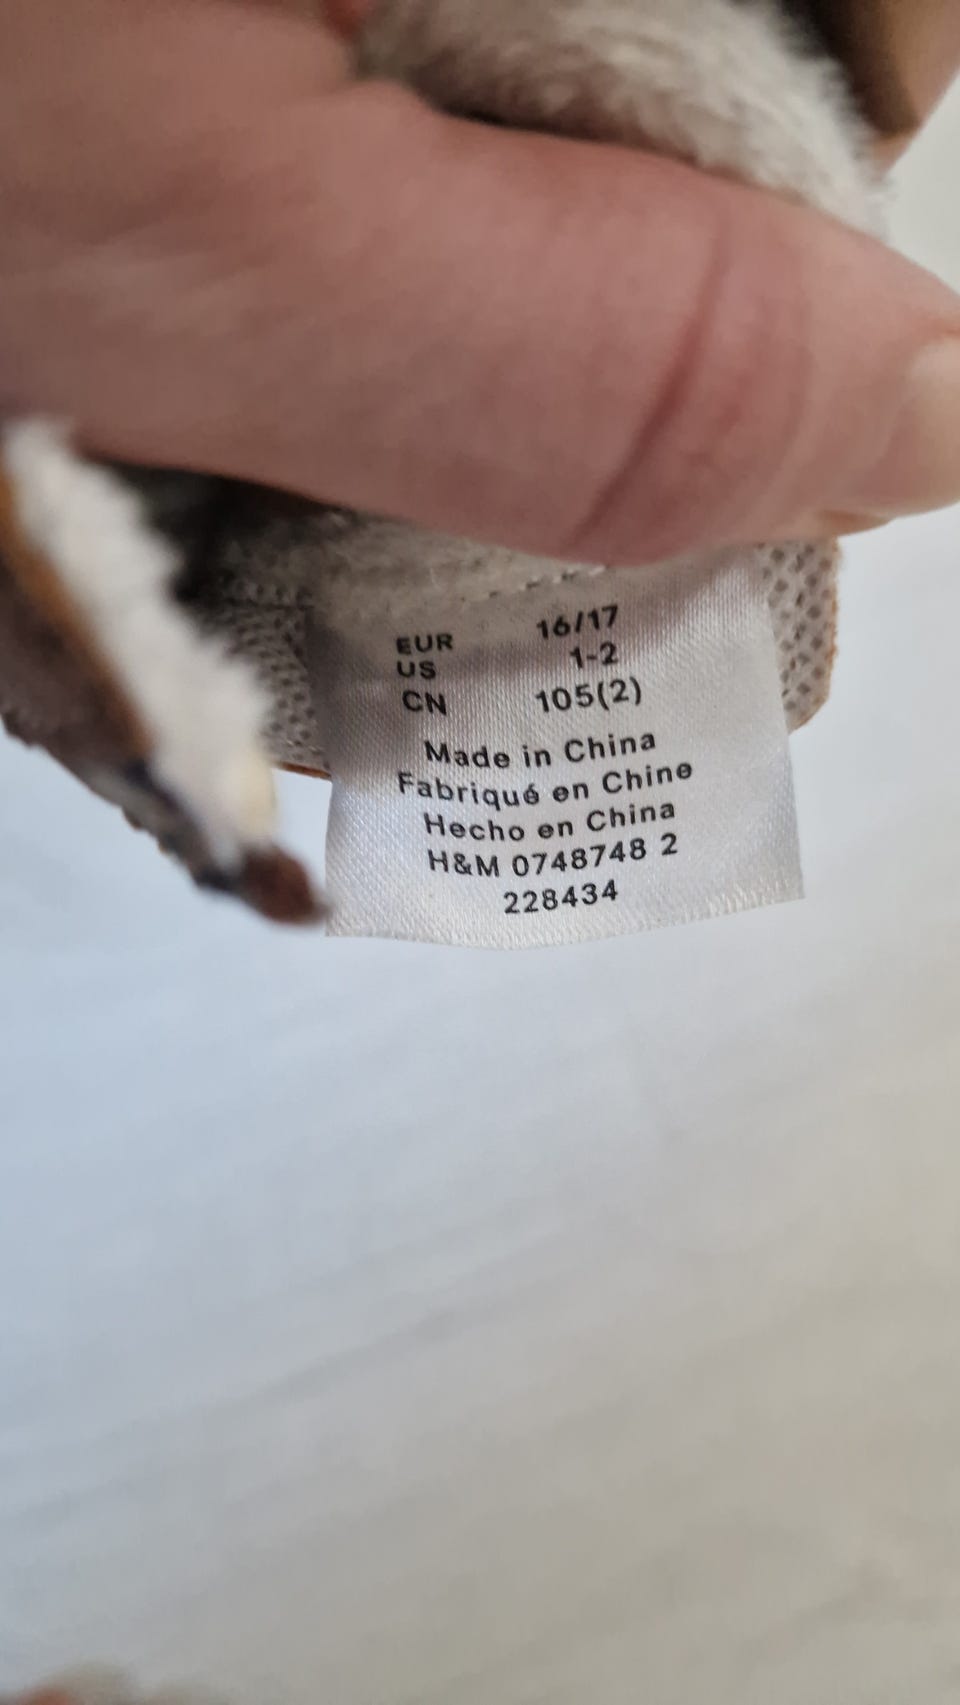 EUR 16/17
US 1-2
CN 105(2)
Made in China
Fabriqué en Chine
Hecho en China
H&M 0748748 2
228434